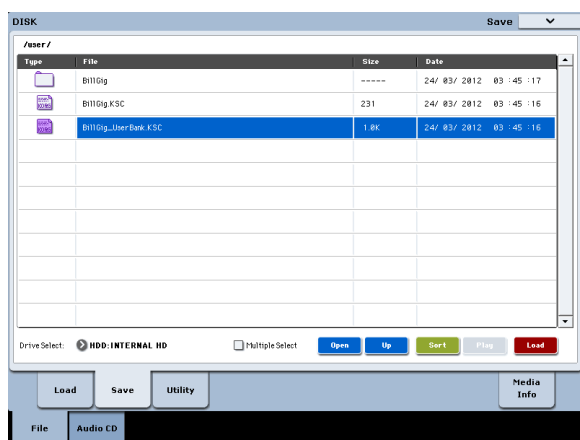 DISK
Save
/user/
Type File Size Date
BillGig ----- 24/ 03/ 2012 03 :45 :17
BillGig.KSC 231 24/ 03/ 2012 03 :45 :16
BillGig_UserBank.KSC 1.0K 24/ 03/ 2012 03 :45 :16
Drive Select: HDD:INTERNAL HD Multiple Select Open Up Sort Play Load
Load Save Utility Media Info
File Audio CD